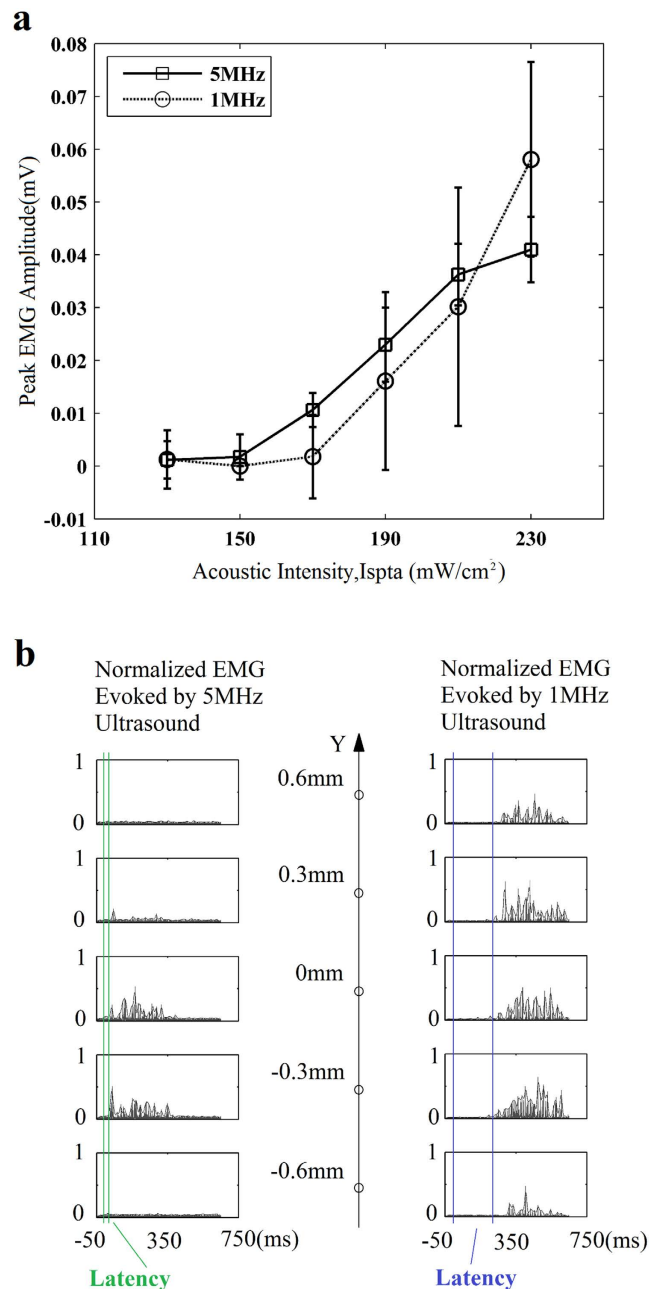 a
0.08
0.07
0.06
0.05
0.04
0.03
0.02
0.01
0
-0.01
Peak EMG Amplitude(mV)
5MHz
1MHz
110
150
190
230
Acoustic Intensity,Ispta (mW/cm²)
b
Normalized EMG
Evoked by 5MHz
Ultrasound
Normalized EMG
Evoked by 1MHz
Ultrasound
Y
1
0
0.6mm
1
0
1
0
0.3mm
1
0
1
0
0mm
1
0
1
0
-0.3mm
1
0
1
0
-0.6mm
1
0
-50 350 750(ms)
-50 350 750(ms)
Latency
Latency